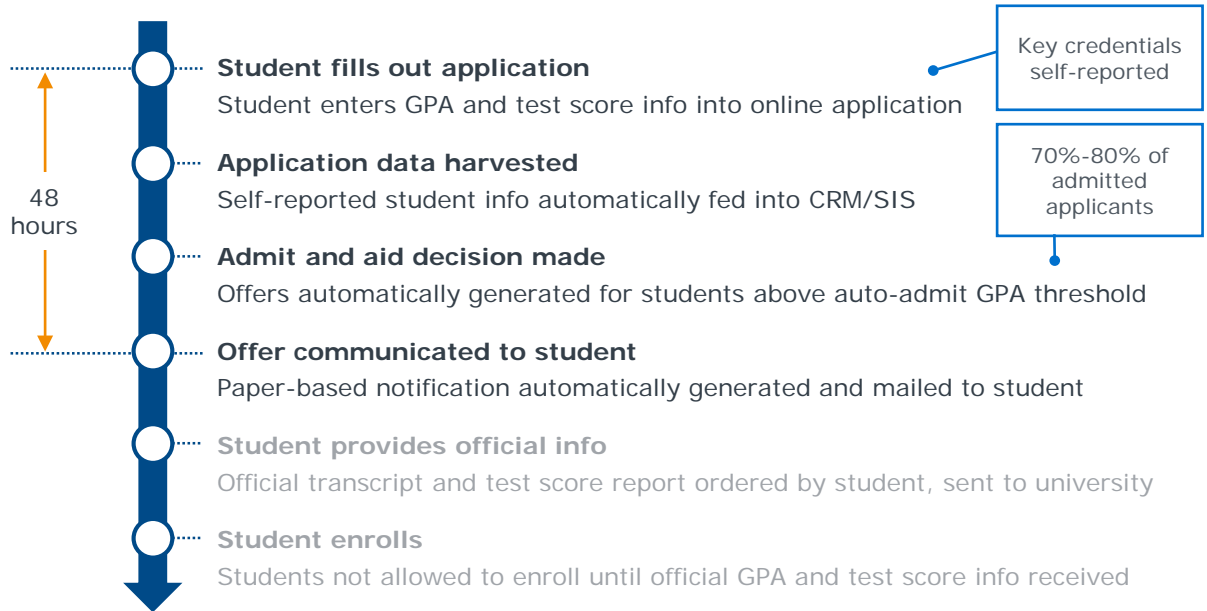 Key credentials
self-reported
Student fills out application
Student enters GPA and test score info into online application
70%-80% of
admitted
applicants
Application data harvested
Self-reported student info automatically fed into CRM/SIS
48
hours
Admit and aid decision made
Offers automatically generated for students above auto-admit GPA threshold
Offer communicated to student
Paper-based notification automatically generated and mailed to student
Student provides official info
Official transcript and test score report ordered by student, sent to university
Student enrolls
Students not allowed to enroll until official GPA and test score info received